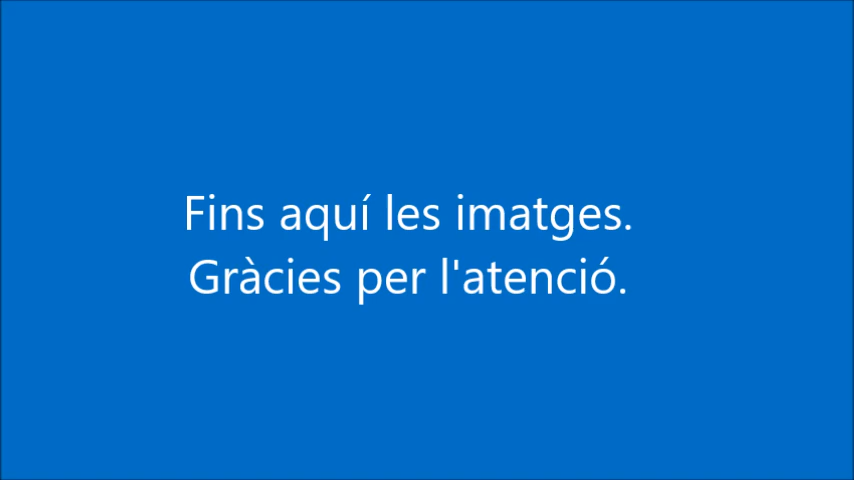 Fins aquí les imatges.
Gràcies per l'atenció.